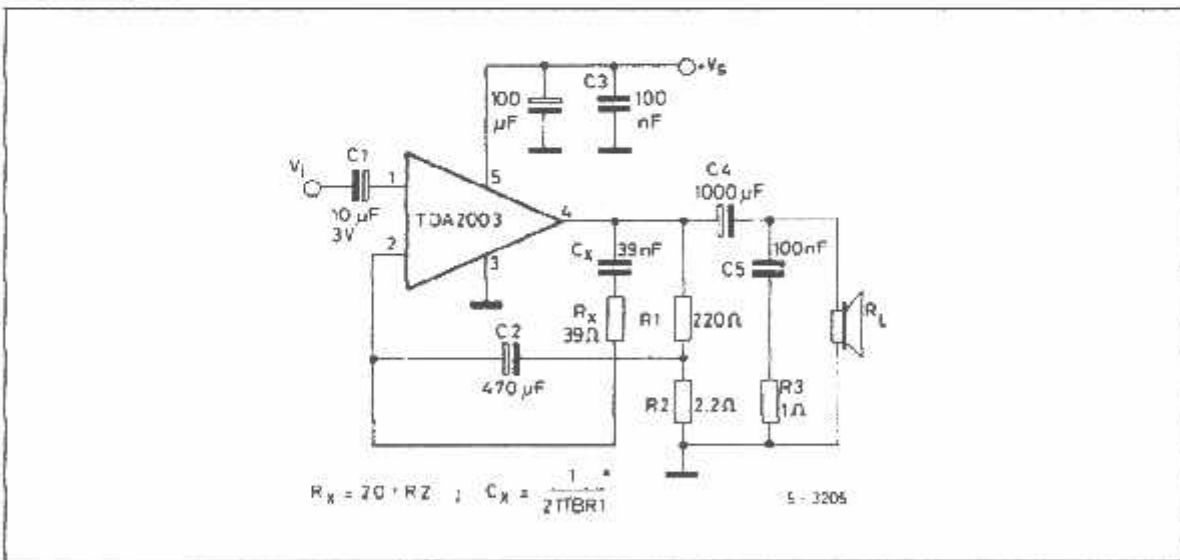 +Vs
C3
100 µF
100 nF
Vi
C1
10 µF 3V
1
2
3
4
5
TDA2003
C4
1000 µF
Cx
39nF
100nF
C5
Rx
39Ω
R1
220Ω
RL
C2
470 µF
R2
2.2Ω
R3
1Ω
Rx = 20 • R2 ; Cx = 1 / 2πBR1 *
S-3205